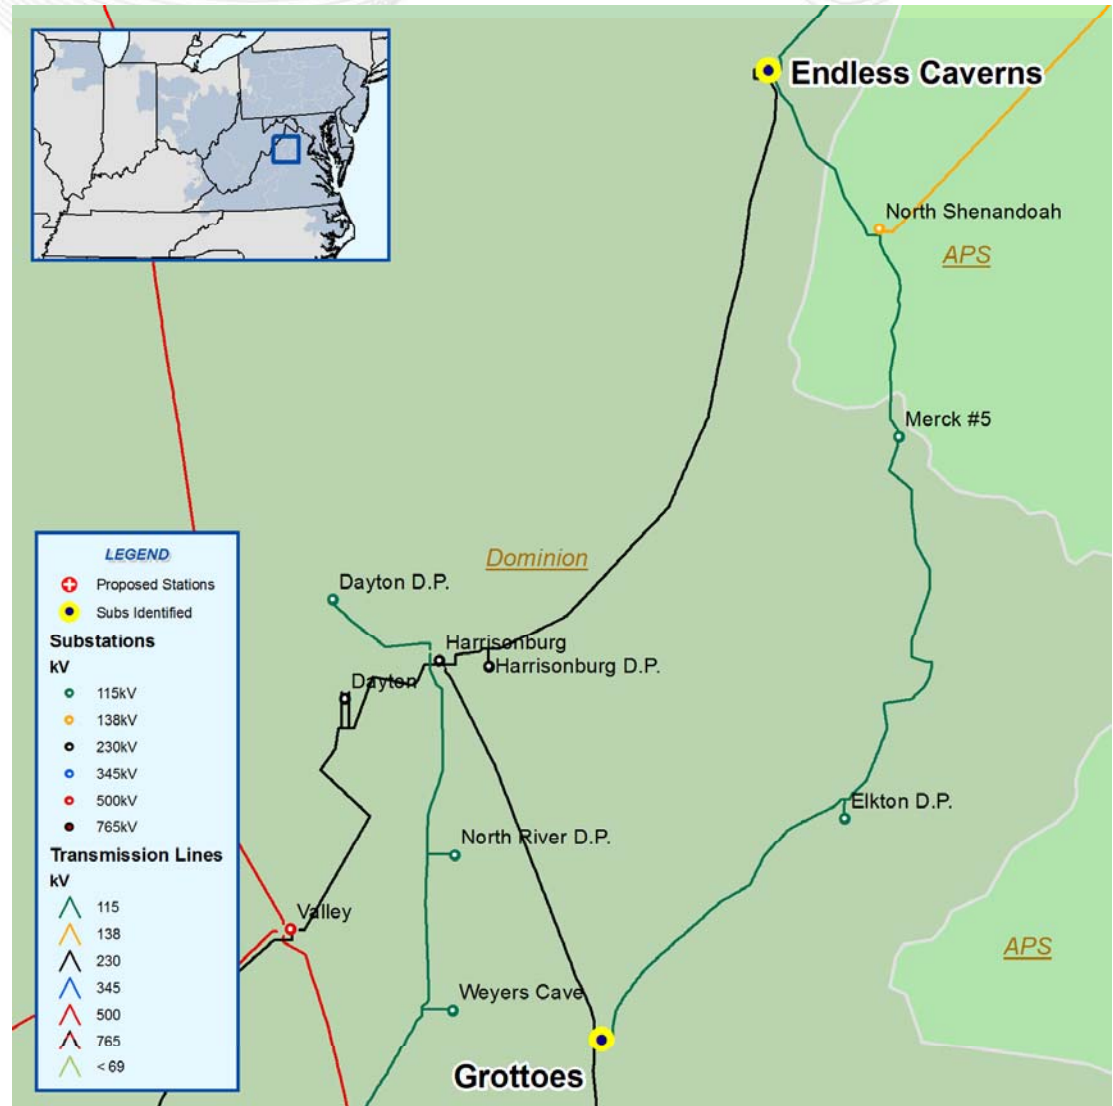 Endless Caverns
North Shenandoah
APS
Merck #5
Dominion
Dayton D.P.
Harrisonburg
Harrisonburg D.P.
Dayton
Elkton D.P.
North River D.P.
Valley
APS
Weyers Cave
Grottoes
LEGEND
Proposed Stations
Subs Identified
Substations
kV
115kV
138kV
230kV
345kV
500kV
765kV
Transmission Lines
kV
115
138
230
345
500
765
< 69